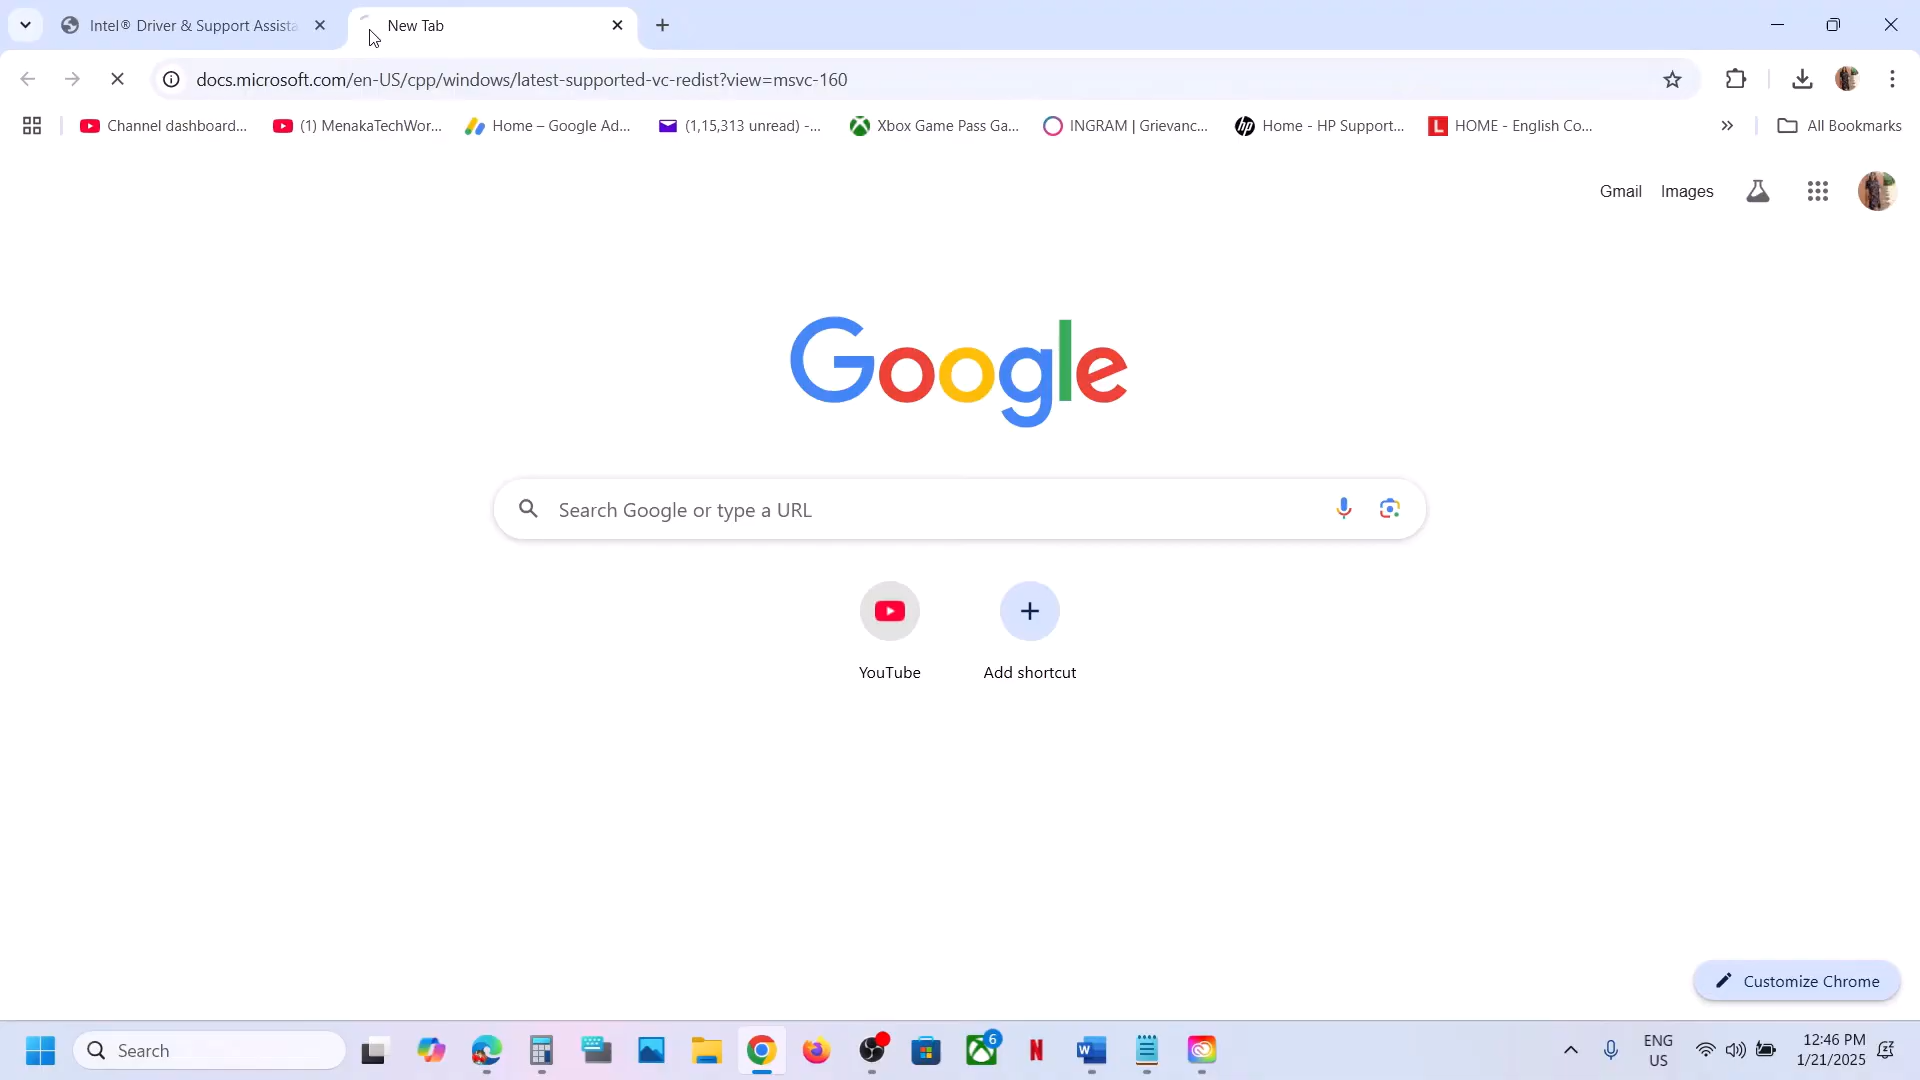 Intel® Driver & Support Assista
New Tab
docs.microsoft.com/en-US/cpp/windows/latest-supported-vc-redist?view=msvc-160
Channel dashboard...
(1) MenakaTechWor...
Home – Google Ad...
(1,15,313 unread) -...
Xbox Game Pass Ga...
INGRAM | Grievanc...
Home - HP Support...
HOME - English Co...
All Bookmarks
Gmail
Images
Google
Search Google or type a URL
YouTube
Add shortcut
Customize Chrome
Search
6
ENG
US
12:46 PM
1/21/2025